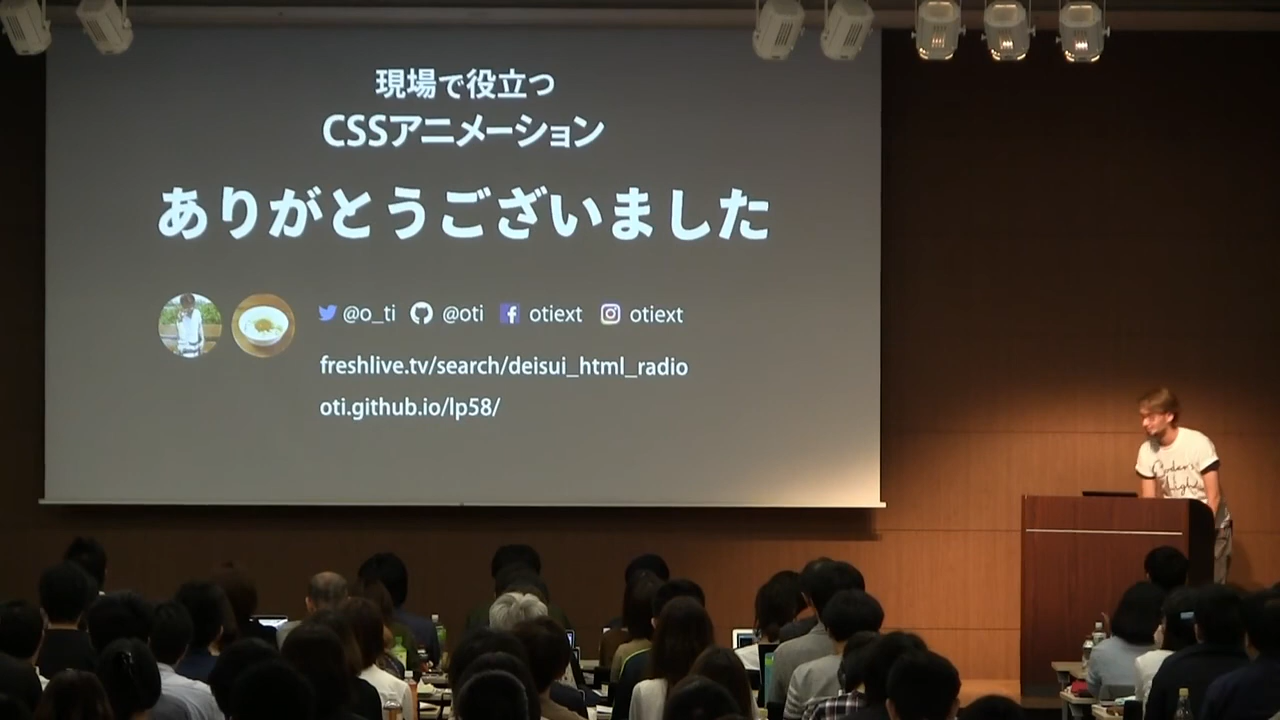 現場で役立つ
CSSアニメーション
ありがとうございました
@o_ti @oti otiext otiext
freshlive.tv/search/deisui_html_radio
oti.github.io/lp58/